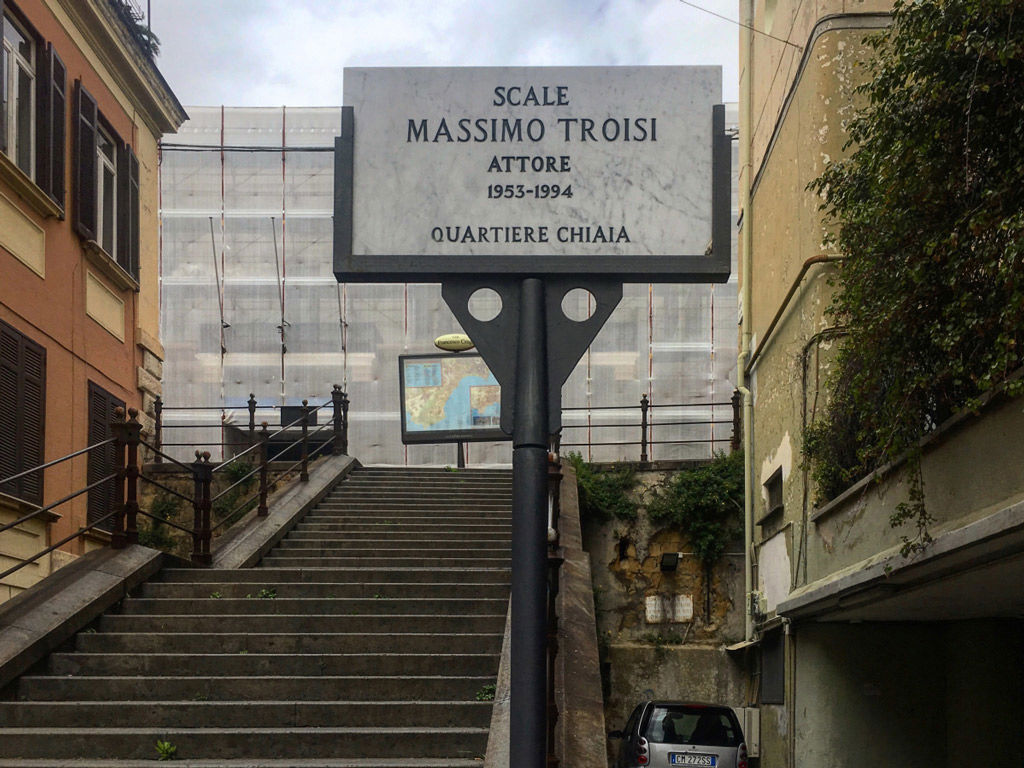 SCALE
MASSIMO TROISI
ATTORE
1953-1994
QUARTIERE CHIAIA